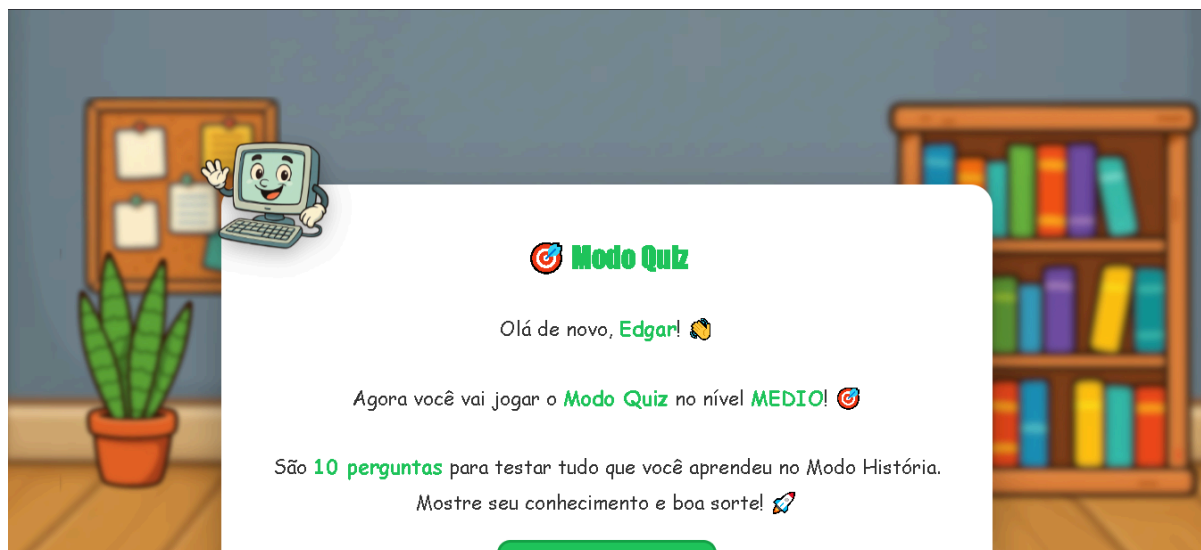 🎯 Modo Quiz
Olá de novo, Edgar! 👋
Agora você vai jogar o Modo Quiz no nível MEDIO! 🎯
São 10 perguntas para testar tudo que você aprendeu no Modo História.
Mostre seu conhecimento e boa sorte! 🚀